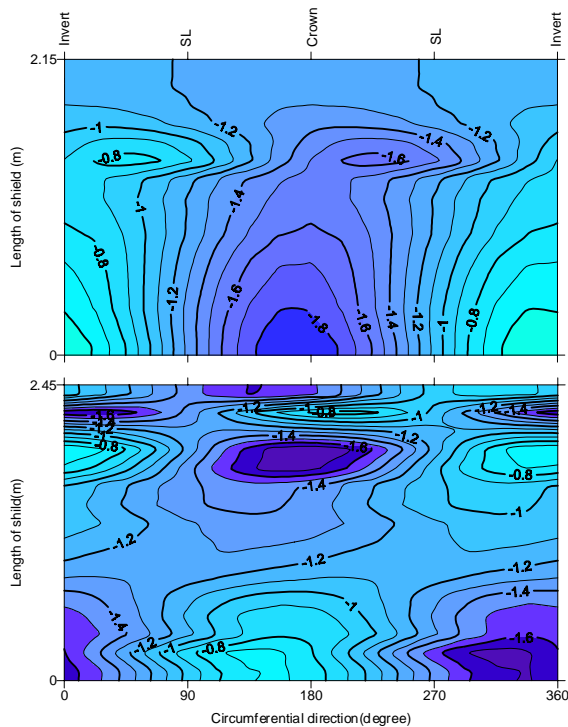 Invert SL Crown SL Invert
2.15
-1.2 -1.4 -1.2
-1
-0.8 -1.6
-1 -1.4
-0.8
-1.2 -1.6 -1.8 -1.6 -1.4 -1.2 -1 -0.8
Length of shield (m)
0
2.45
-1.2 -0.8 -1 -1.2 -1.4
-1.6
-1.4
-1.2
-1
-0.8 -1.4 -1.6 -1.2 -0.8
-1.4 -1
-1.2 -1.2
-1.4 -1 -1.4
-1.2 -1 -0.8 -1.6
Length of shild(m)
0
0 90 180 270 360
Circumferential direction(degree)